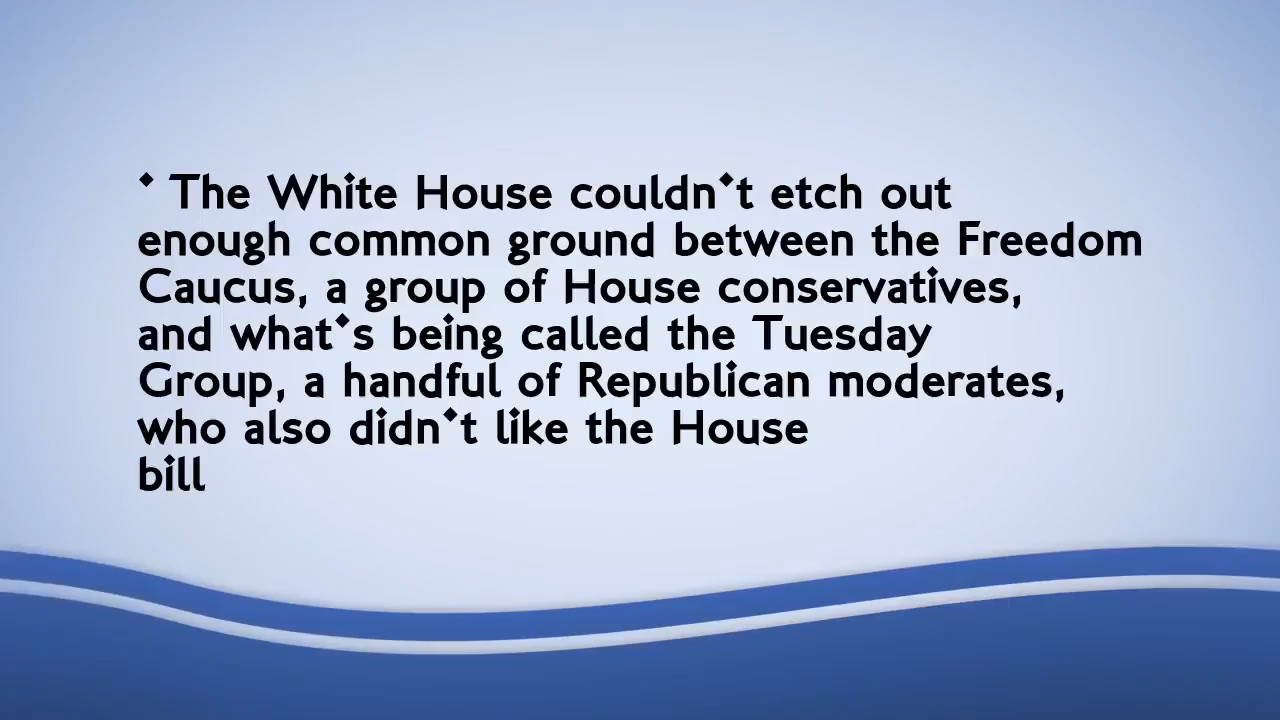 ' The White House couldn't etch out
enough common ground between the Freedom
Caucus, a group of House conservatives,
and what's being called the Tuesday
Group, a handful of Republican moderates,
who also didn't like the House
bill